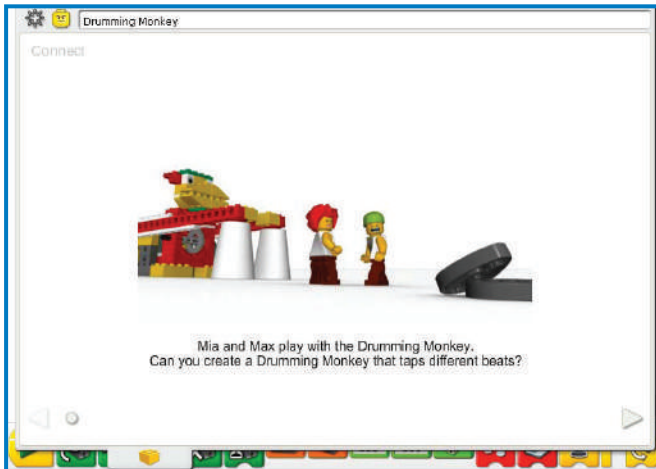 Drumming Monkey
Connect
Mia and Max play with the Drumming Monkey.
Can you create a Drumming Monkey that taps different beats?